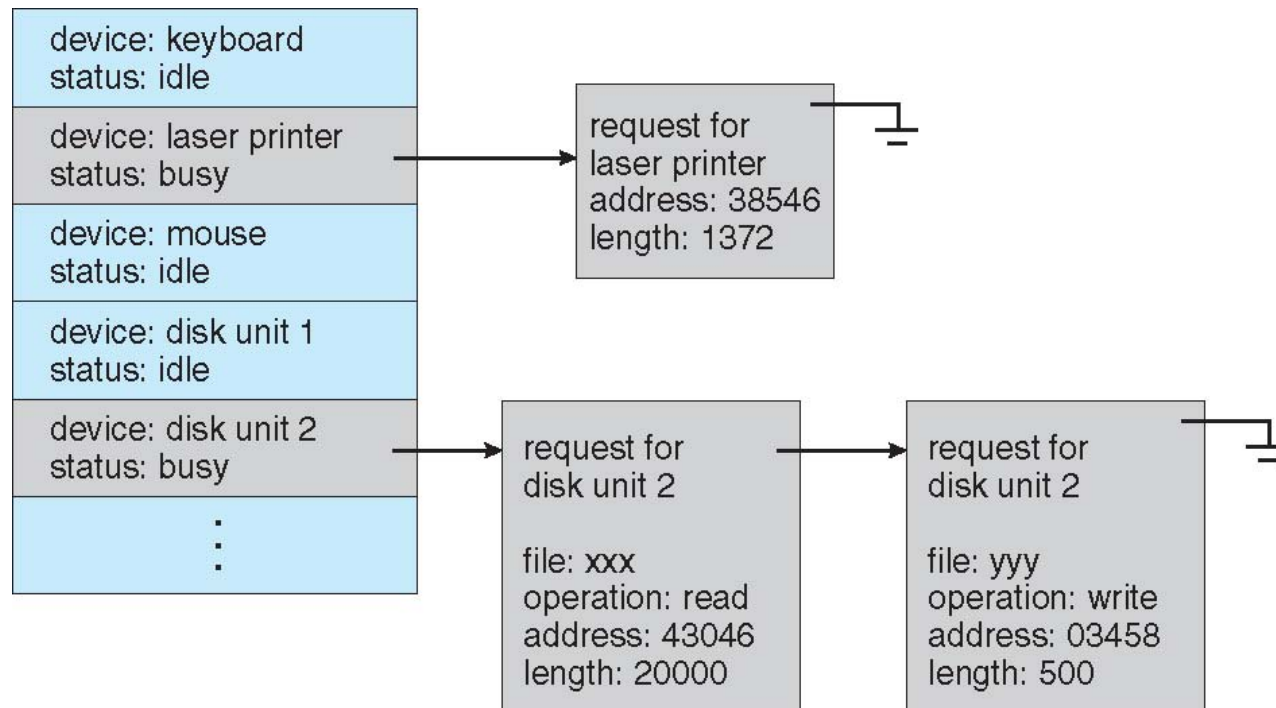 device: keyboard
status: idle
device: laser printer
status: busy
device: mouse
status: idle
device: disk unit 1
status: idle
device: disk unit 2
status: busy
request for
laser printer
address: 38546
length: 1372
request for
disk unit 2
file: xxx
operation: read
address: 43046
length: 20000
request for
disk unit 2
file: yyy
operation: write
address: 03458
length: 500